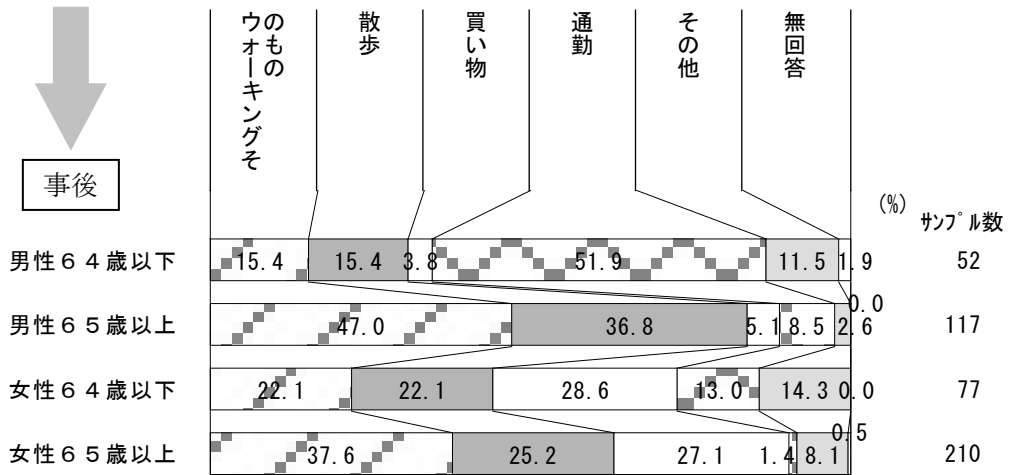 ウォーキングそ
のもの
散歩
買い物
通勤
その他
無回答
事後
(%)
サンプル数
男性64歳以下 15.4 15.4 3.8 51.9 11.5 1.9 52
0.0
男性65歳以上 47.0 36.8 5.1 8.5 2.6 117
女性64歳以下 22.1 22.1 28.6 13.0 14.3 0.0 77
0.5
女性65歳以上 37.6 25.2 27.1 1.4 8.1 210